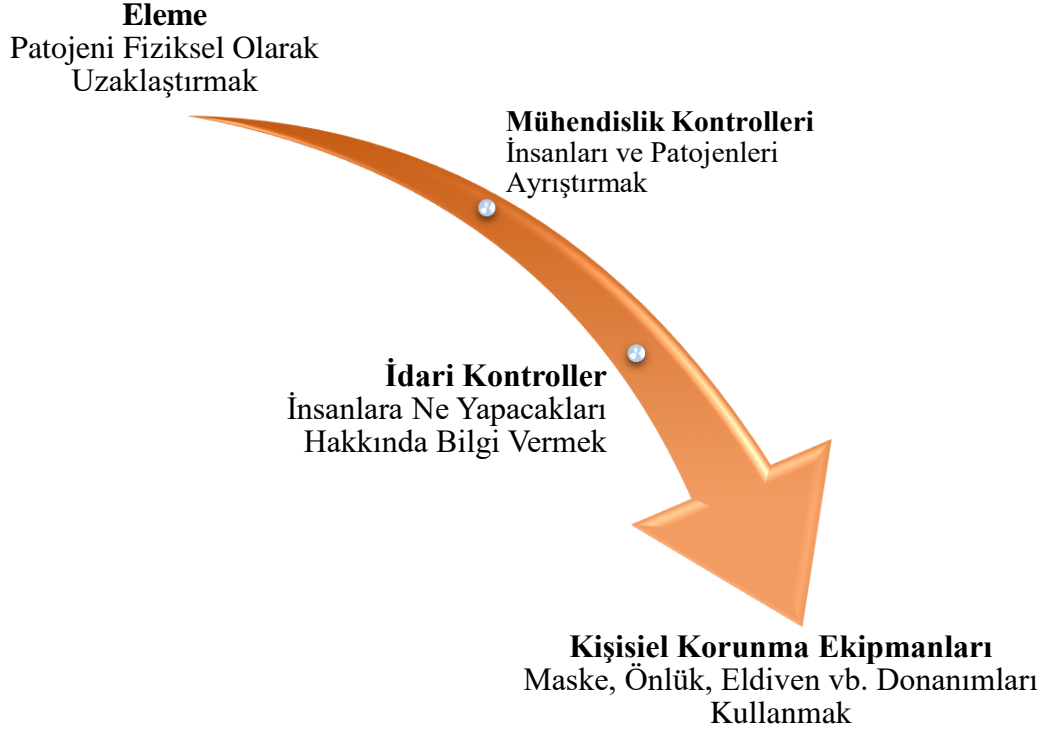 Eleme
Patojeni Fiziksel Olarak
Uzaklaştırmak
Mühendislik Kontrolleri
İnsanları ve Patojenleri
Ayrıştırmak
İdari Kontroller
İnsanlara Ne Yapacakları
Hakkında Bilgi Vermek
Kişisiel Korunma Ekipmanları
Maske, Önlük, Eldiven vb. Donanımları
Kullanmak